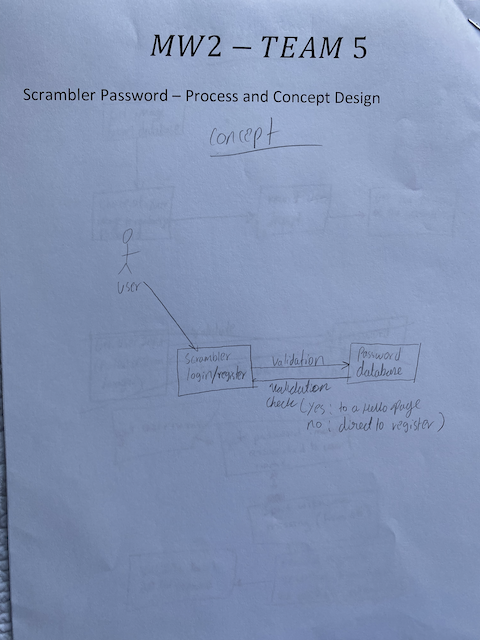 MW2 – TEAM 5
Scrambler Password – Process and Concept Design
concept
user
Scrambler
login/register
validation
Password
database
validation
check (yes: to a hello page
no: direct to register)